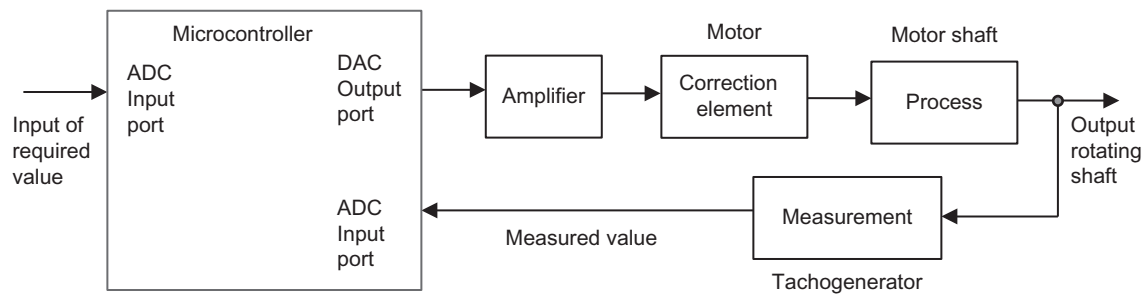 Microcontroller
ADC
Input
port
DAC
Output
port
Input of
required
value
Amplifier
Motor
Correction
element
Motor shaft
Process
Output
rotating
shaft
ADC
Input
port
Measured value
Measurement
Tachogenerator